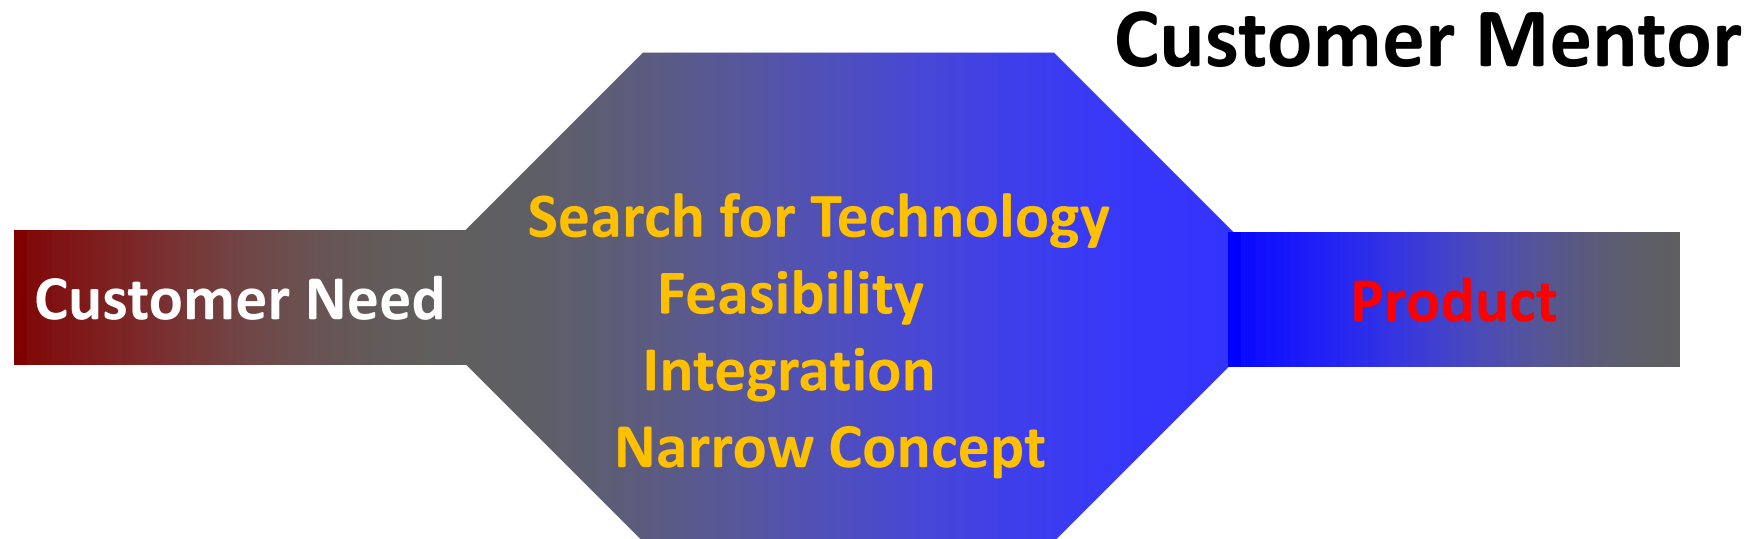 Customer Mentor
Search for Technology
Feasibility
Customer Need
Product
Integration
Narrow Concept